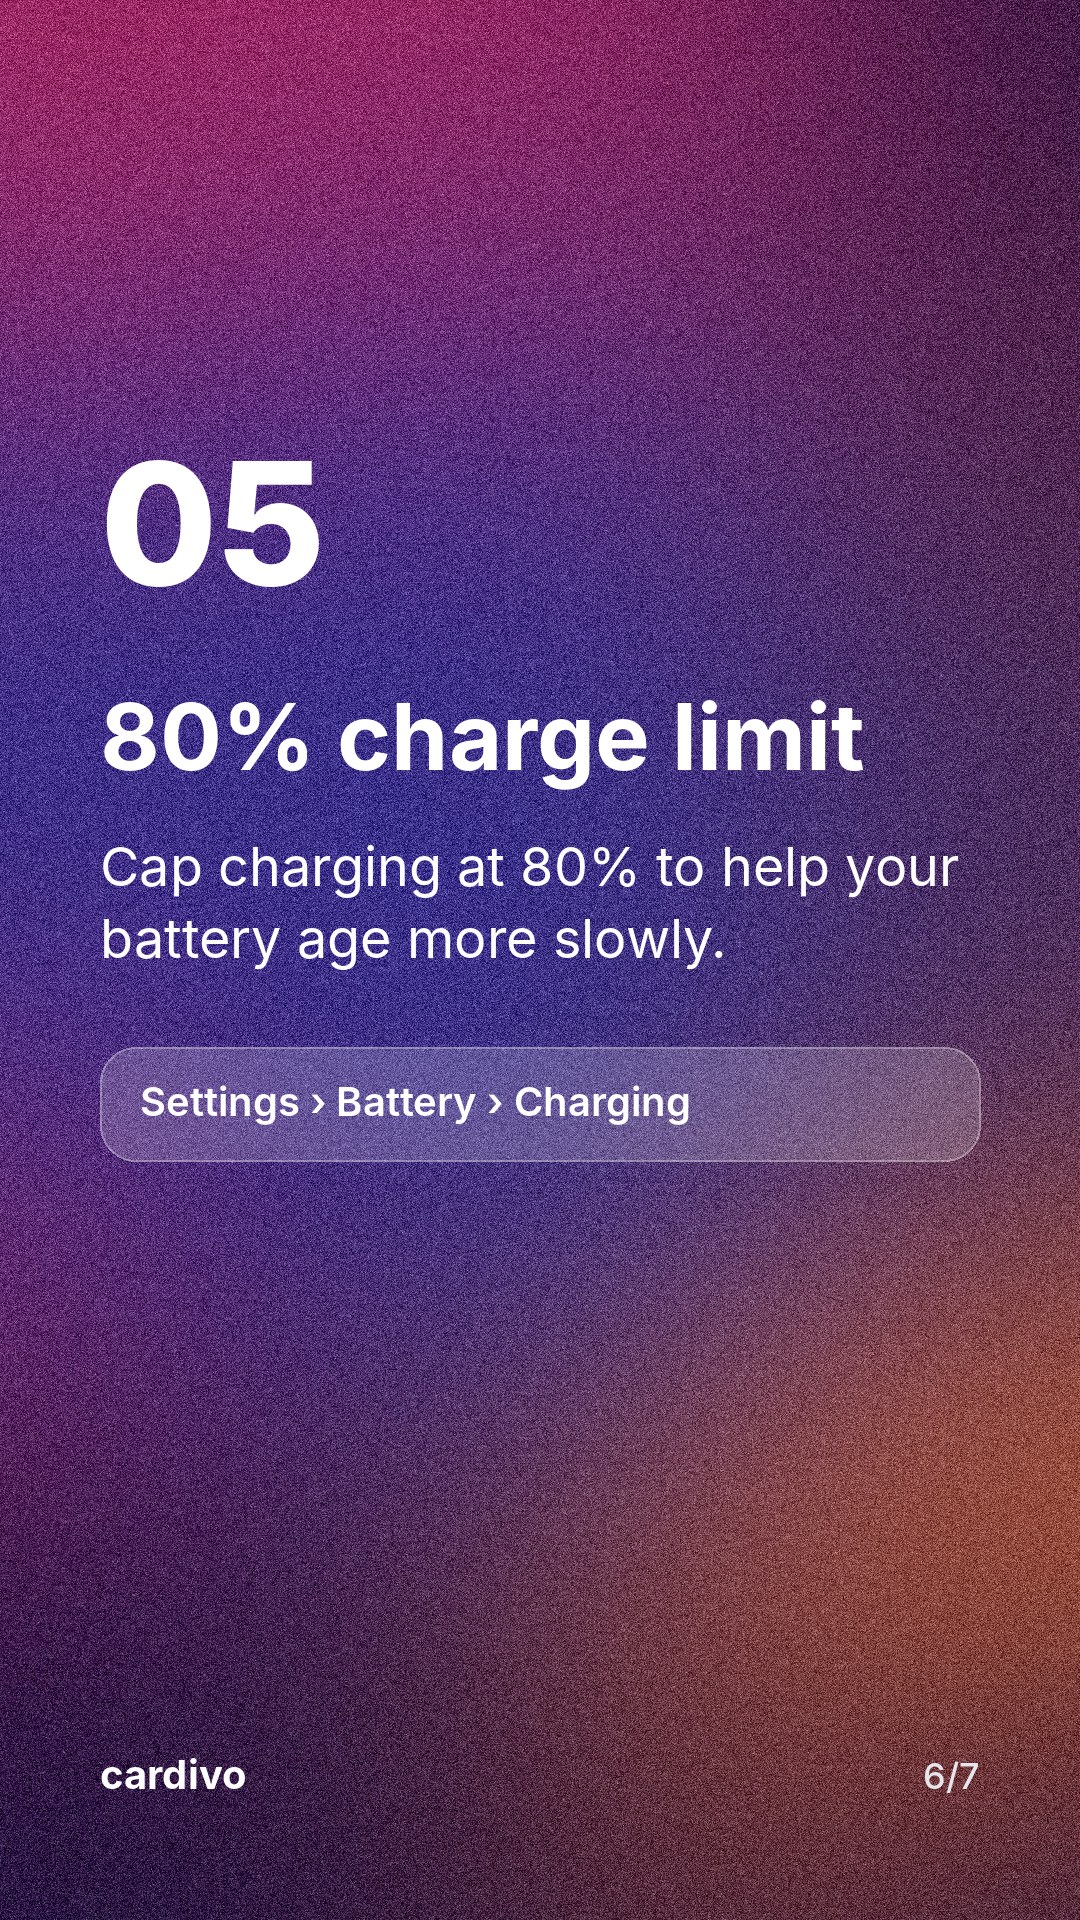 05
80% charge limit
Cap charging at 80% to help your
battery age more slowly.
Settings › Battery › Charging
cardivo
6/7